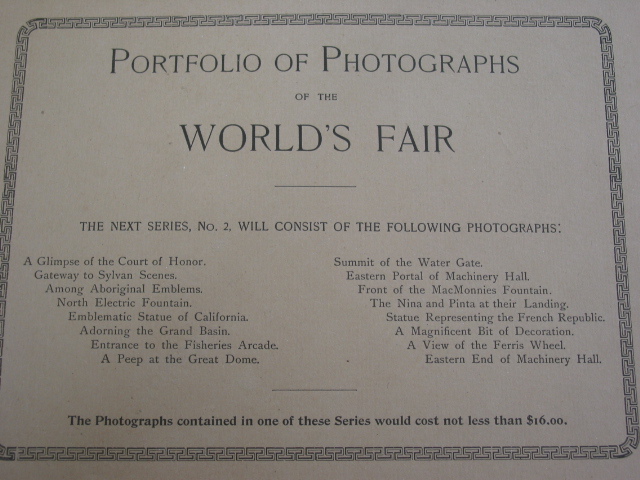 PORTFOLIO OF PHOTOGRAPHS
OF THE
WORLD'S FAIR
THE NEXT SERIES, No. 2, WILL CONSIST OF THE FOLLOWING PHOTOGRAPHS:
A Glimpse of the Court of Honor.
Gateway to Sylvan Scenes.
Among Aboriginal Emblems.
North Electric Fountain.
Emblematic Statue of California.
Adorning the Grand Basin.
Entrance to the Fisheries Arcade.
A Peep at the Great Dome.
Summit of the Water Gate.
Eastern Portal of Machinery Hall.
Front of the MacMonnies Fountain.
The Nina and Pinta at their Landing.
Statue Representing the French Republic.
A Magnificent Bit of Decoration.
A View of the Ferris Wheel.
Eastern End of Machinery Hall.
The Photographs contained in one of these Series would cost not less than $16.00.